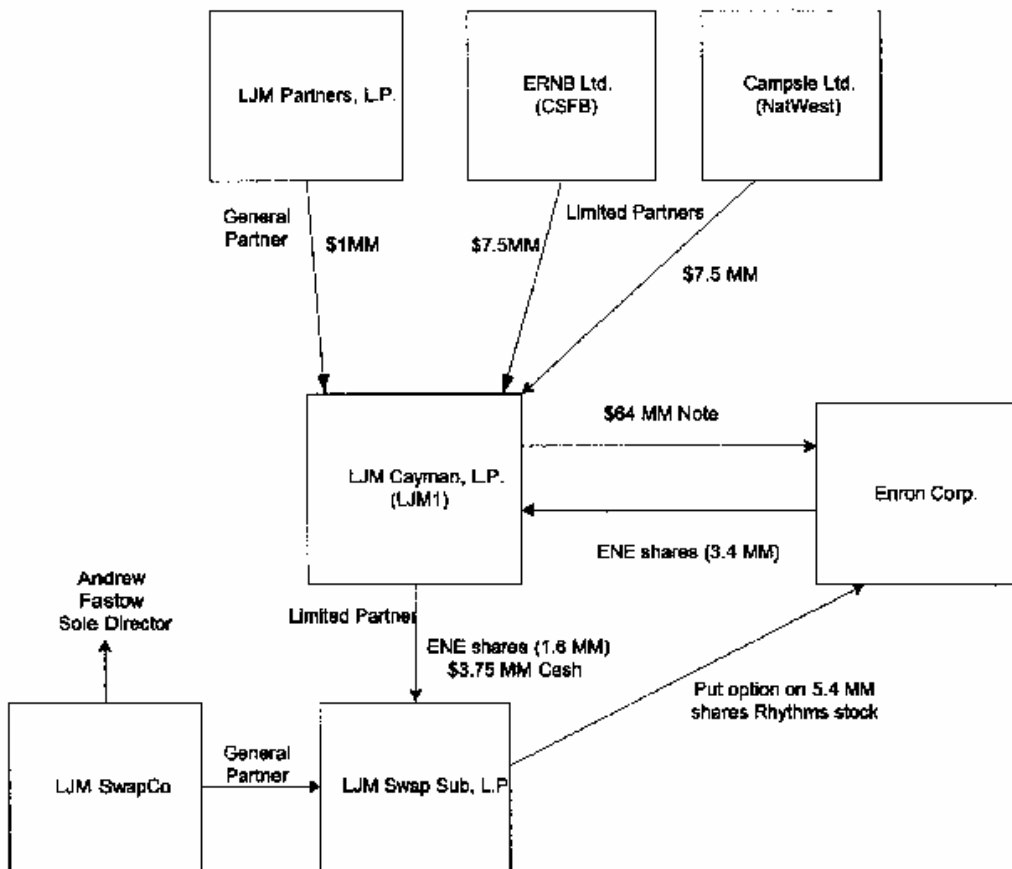 LJM Partners, L.P.
ERNB Ltd.
(CSFB)
Campsie Ltd.
(NatWest)
General
Partner
$1MM
$7.5MM
Limited Partners
$7.5 MM
LJM Cayman, L.P.
(LJM1)
$64 MM Note
Enron Corp.
ENE shares (3.4 MM)
Limited Partner
ENE shares (1.6 MM)
$3.75 MM Cash
Andrew
Fastow
Sole Director
Put option on 5.4 MM
shares Rhythms stock
LJM SwapCo
General
Partner
LJM Swap Sub, L.P.